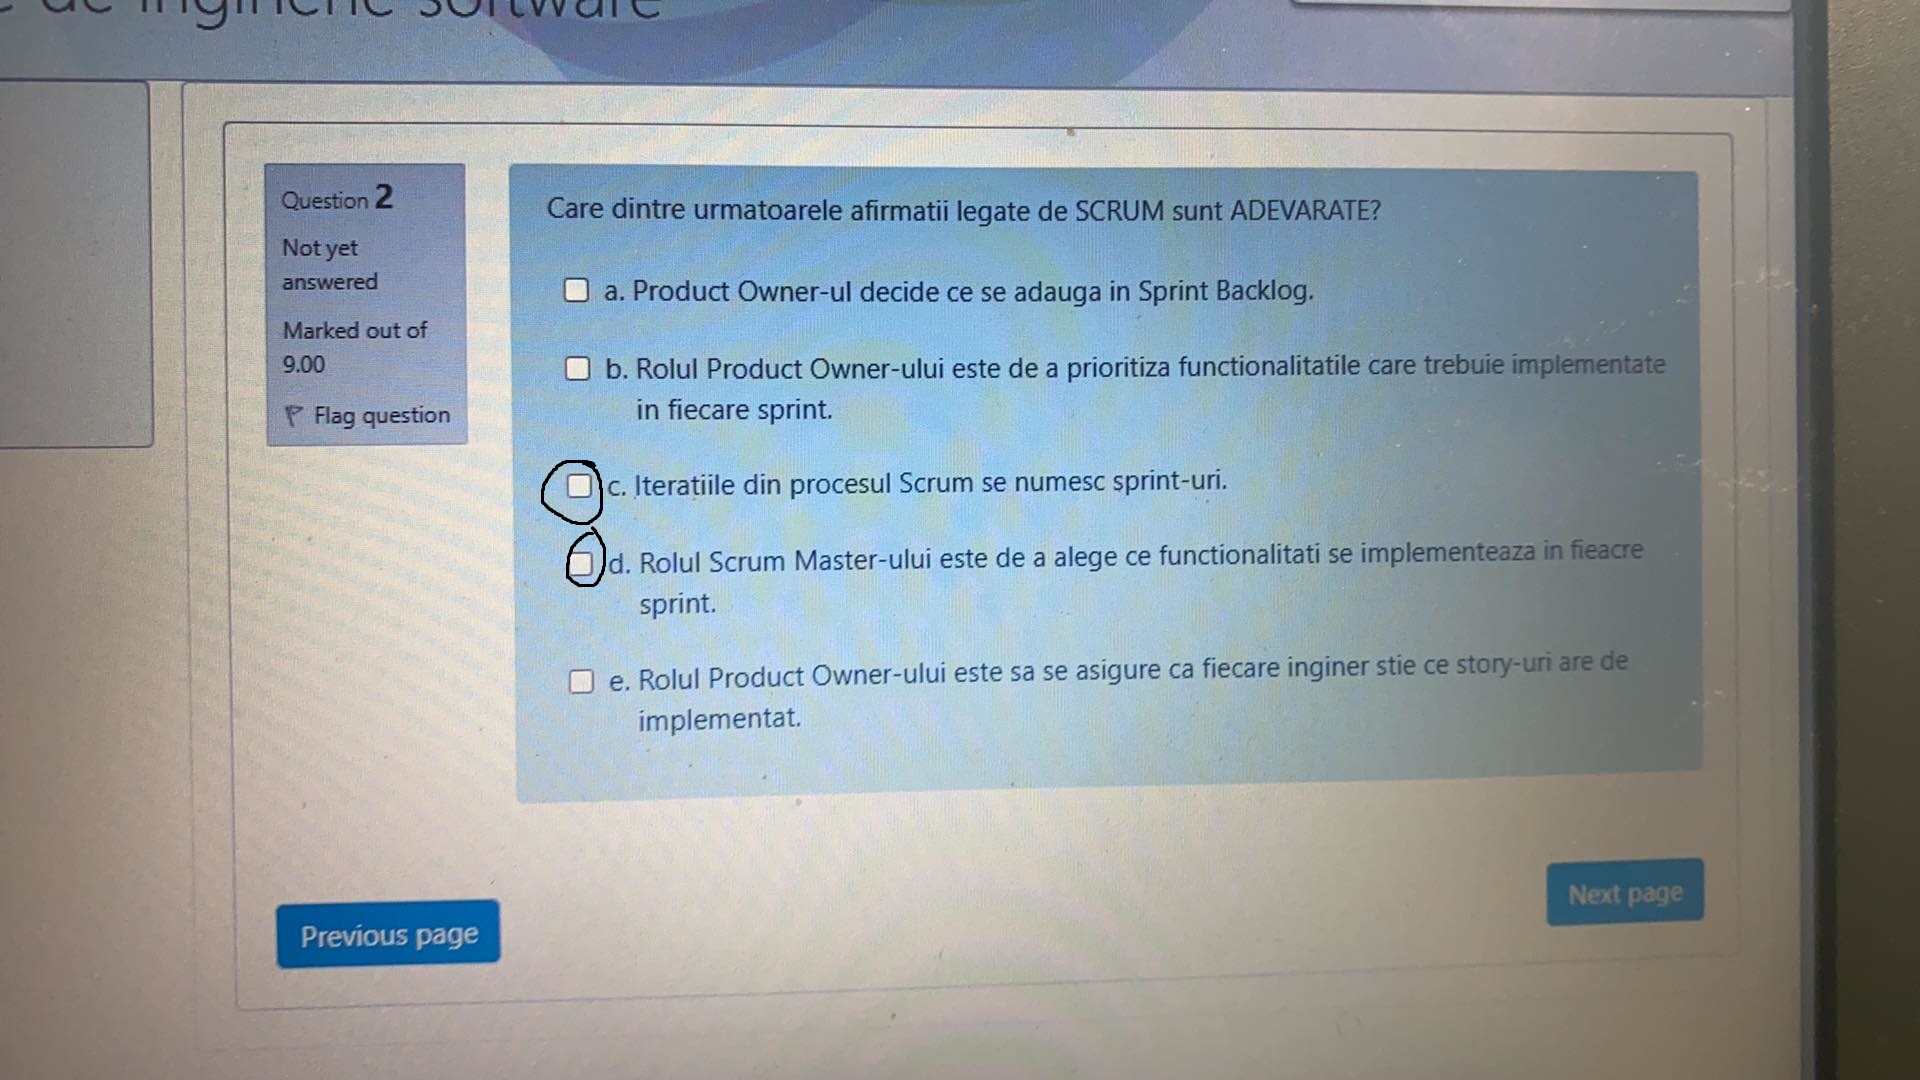 de inginerie software
Question 2
Not yet
answered
Marked out of
9.00
Flag question
Care dintre urmatoarele afirmatii legate de SCRUM sunt ADEVARATE?
a. Product Owner-ul decide ce se adauga in Sprint Backlog.
b. Rolul Product Owner-ului este de a prioritiza functionalitatile care trebuie implementate
in fiecare sprint.
c. Iterațiile din procesul Scrum se numesc sprint-uri.
d. Rolul Scrum Master-ului este de a alege ce functionalitati se implementeaza in fieacre
sprint.
e. Rolul Product Owner-ului este sa se asigure ca fiecare inginer stie ce story-uri are de
implementat.
Previous page
Next page